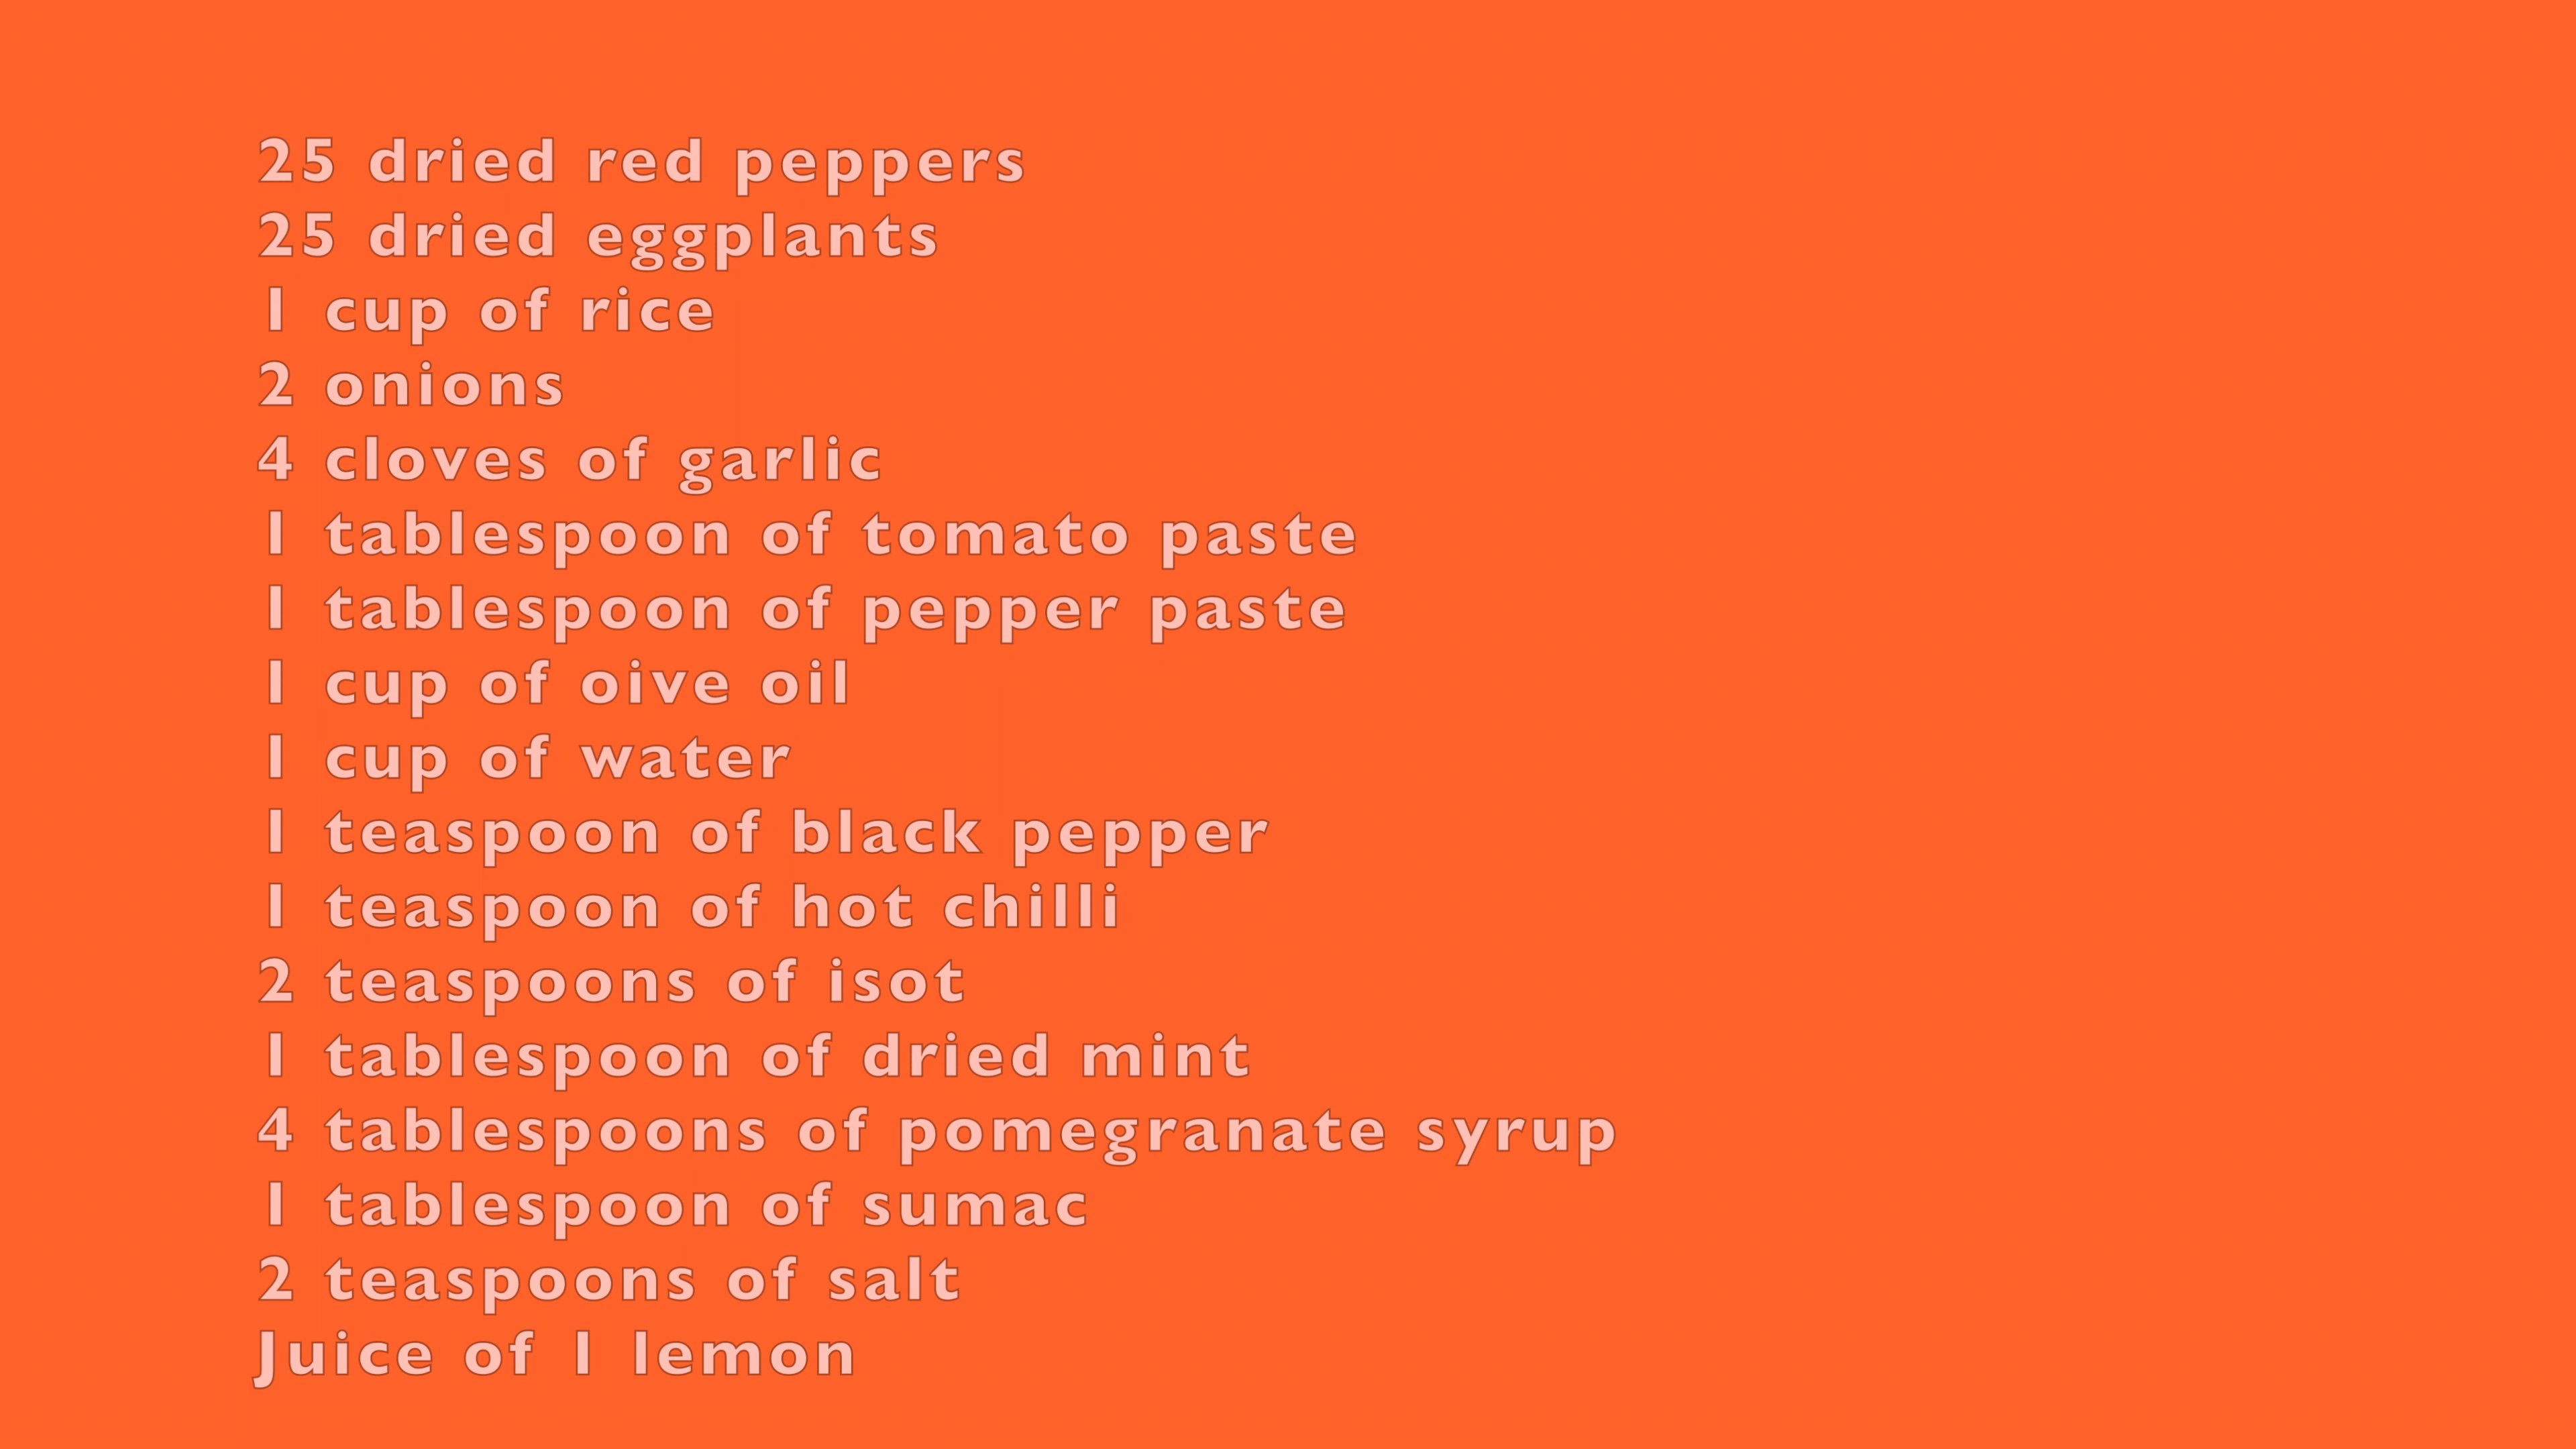 25 dried red peppers
25 dried eggplants
1 cup of rice
2 onions
4 cloves of garlic
1 tablespoon of tomato paste
1 tablespoon of pepper paste
1 cup of oive oil
1 cup of water
1 teaspoon of black pepper
1 teaspoon of hot chilli
2 teaspoons of isot
1 tablespoon of dried mint
4 tablespoons of pomegranate syrup
1 tablespoon of sumac
2 teaspoons of salt
Juice of 1 lemon